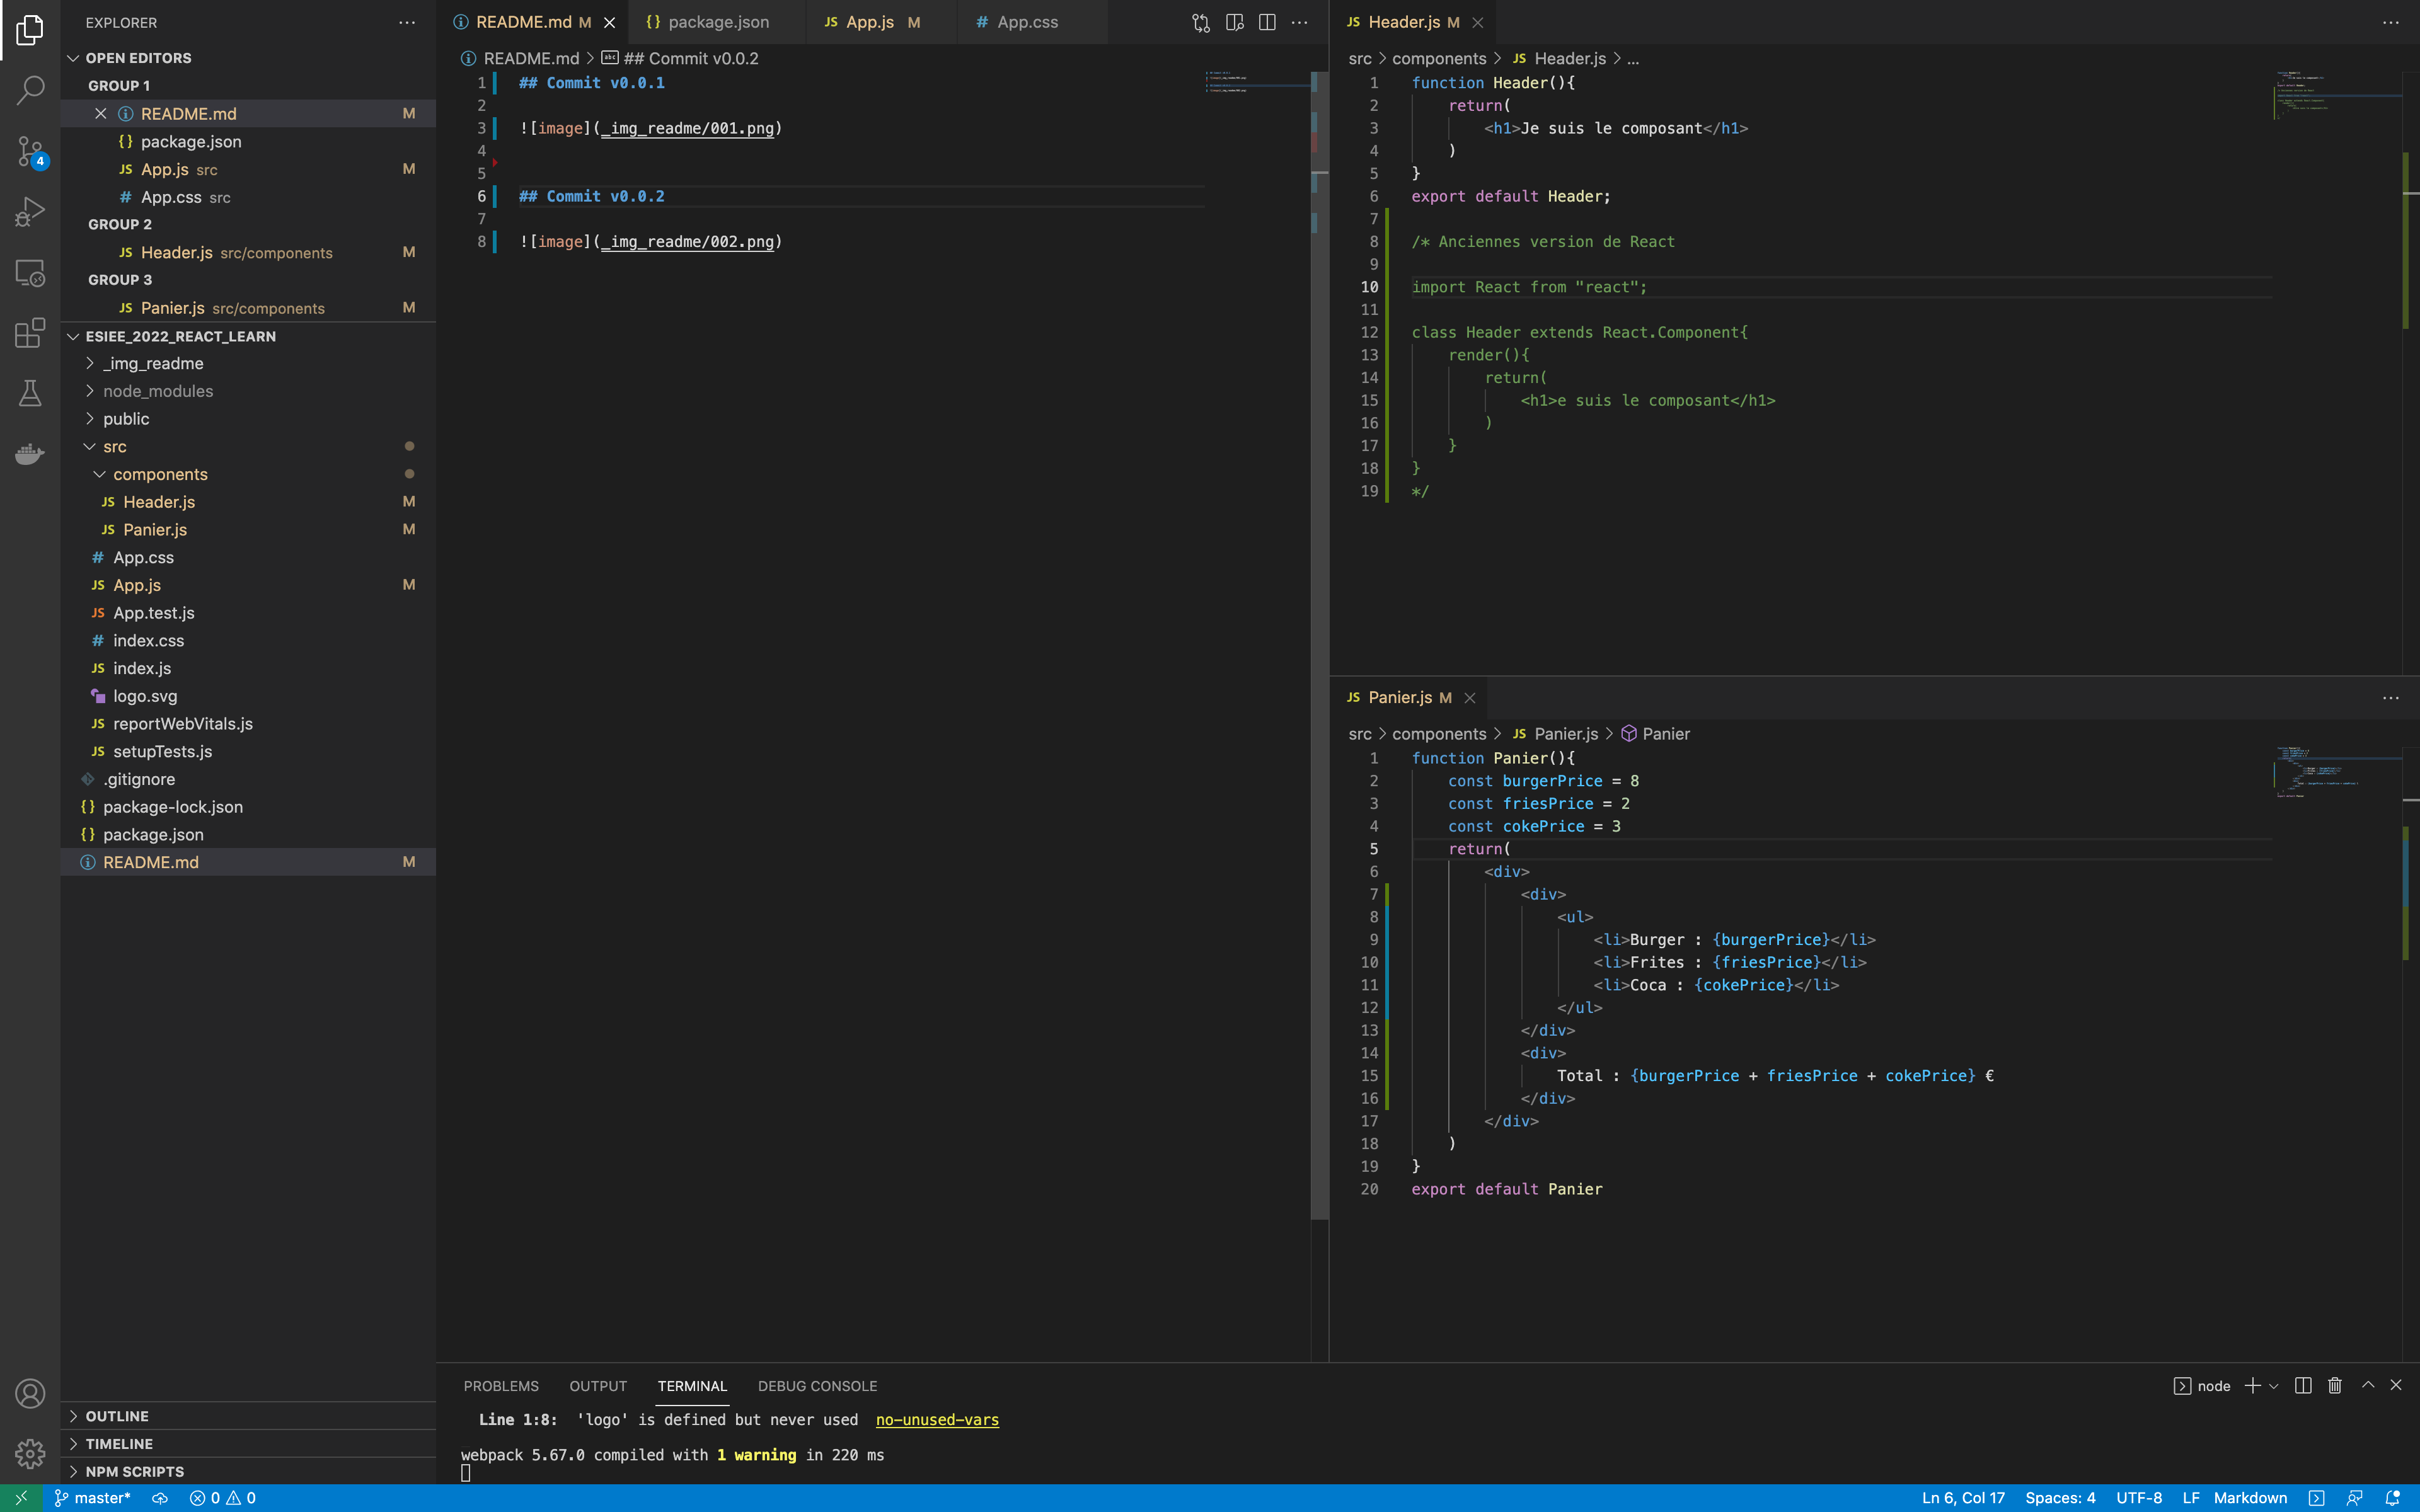 EXPLORER
OPEN EDITORS
GROUP 1
README.md M
package.json
App.js src M
App.css src
GROUP 2
Header.js src/components M
GROUP 3
Panier.js src/components M
ESIEE_2022_REACT_LEARN
_img_readme
node_modules
public
src
components
JS Header.js M
JS Panier.js M
# App.css
JS App.js M
JS App.test.js
# index.css
JS index.js
logo.svg
JS reportWebVitals.js
JS setupTests.js
.gitignore
{} package-lock.json
{} package.json
README.md M
OUTLINE
TIMELINE
NPM SCRIPTS
4
README.md M
{} package.json
JS App.js M
# App.css
README.md > abc ## Commit v0.0.2
1 ## Commit v0.0.1
2
3 ![image](_img_readme/001.png)
4
5
6 ## Commit v0.0.2
7
8 ![image](_img_readme/002.png)
JS Header.js M
src > components > JS Header.js > ...
1 function Header(){
2 return(
3 <h1>Je suis le composant</h1>
4 )
5 }
6 export default Header;
7
8 /* Anciennes version de React
9
10 import React from "react";
11
12 class Header extends React.Component{
13 render(){
14 return(
15 <h1>e suis le composant</h1>
16 )
17 }
18 }
19 */
JS Panier.js M
src > components > JS Panier.js > Panier
1 function Panier(){
2 const burgerPrice = 8
3 const friesPrice = 2
4 const cokePrice = 3
5 return(
6 <div>
7 <div>
8 <ul>
9 <li>Burger : {burgerPrice}</li>
10 <li>Frites : {friesPrice}</li>
11 <li>Coca : {cokePrice}</li>
12 </ul>
13 </div>
14 <div>
15 Total : {burgerPrice + friesPrice + cokePrice} €
16 </div>
17 </div>
18 )
19 }
20 export default Panier
PROBLEMS OUTPUT TERMINAL DEBUG CONSOLE
node
Line 1:8: 'logo' is defined but never used no-unused-vars
webpack 5.67.0 compiled with 1 warning in 220 ms
master* 0 0
Ln 6, Col 17 Spaces: 4 UTF-8 LF Markdown